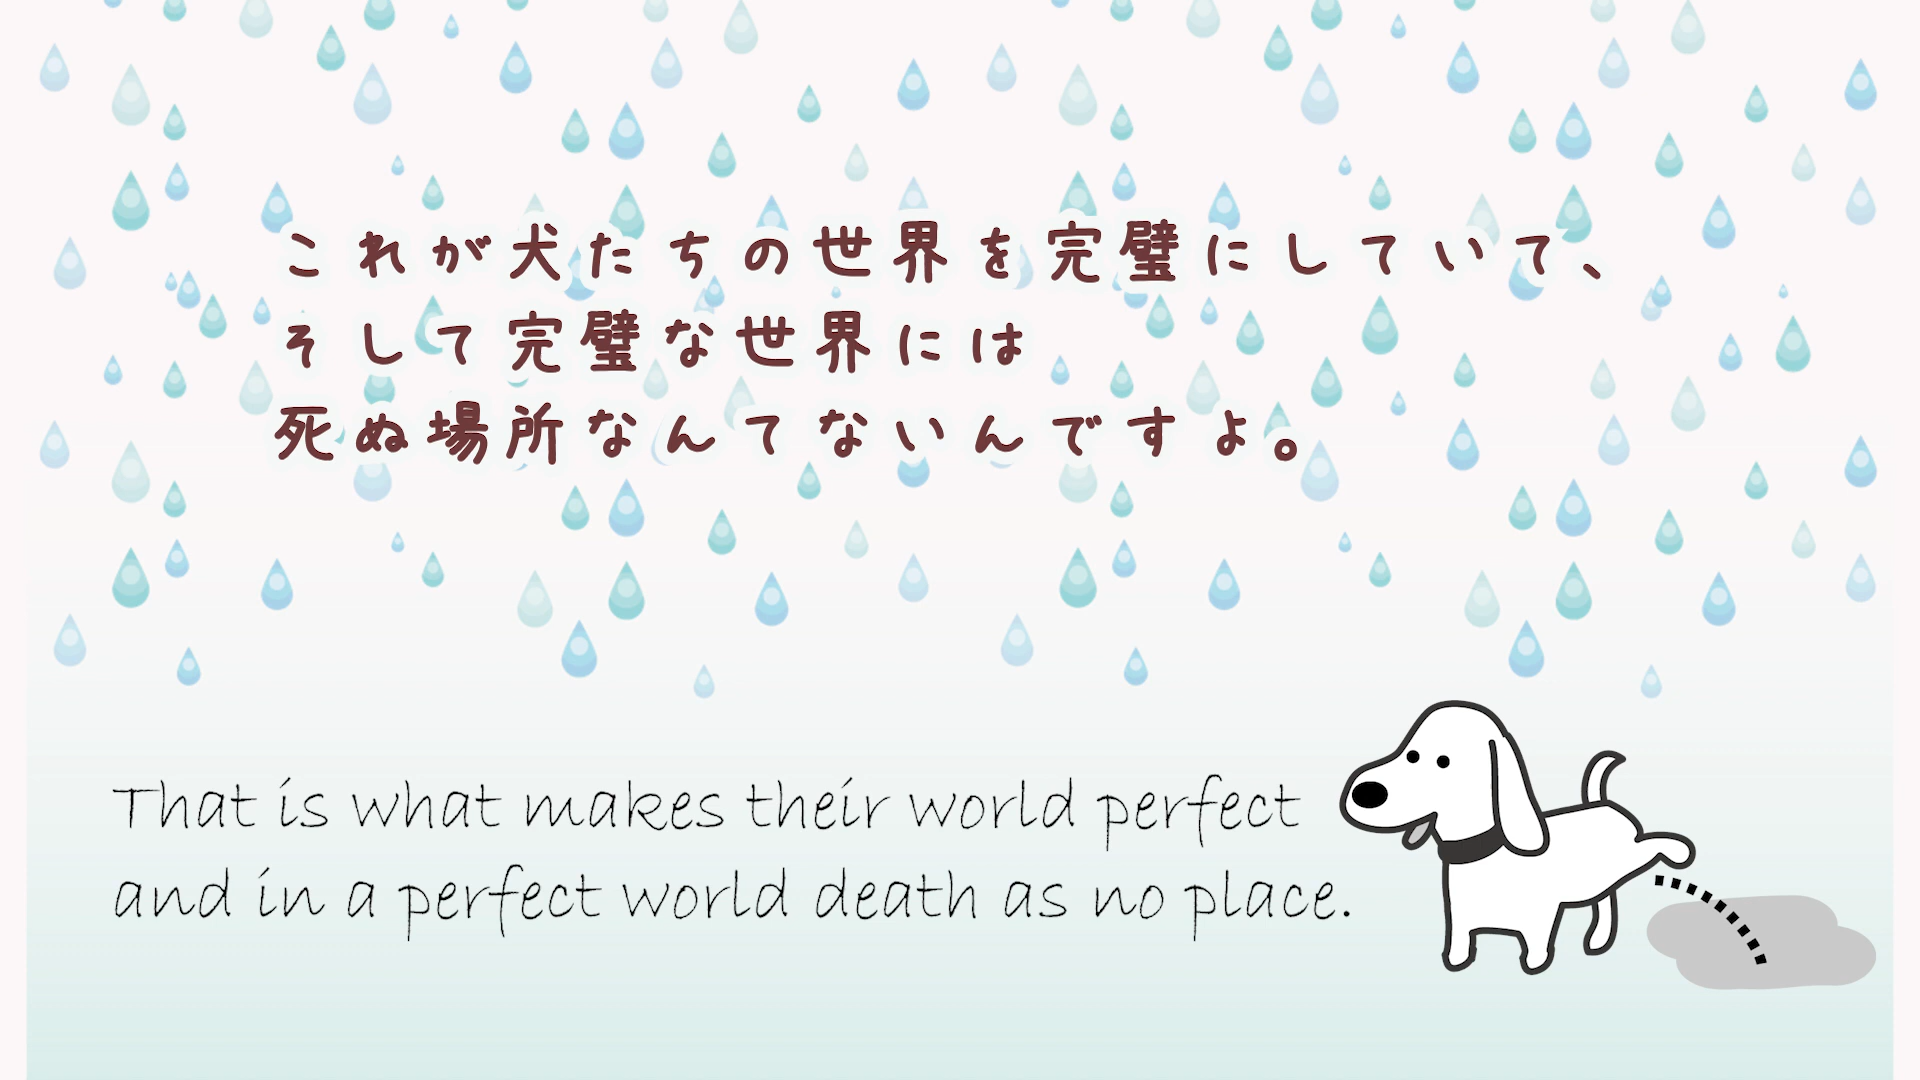 これが犬たちの世界を完璧にしていて、
そして完璧な世界には
死ぬ場所なんてないんですよ。
That is what makes their world perfect
and in a perfect world death as no place.